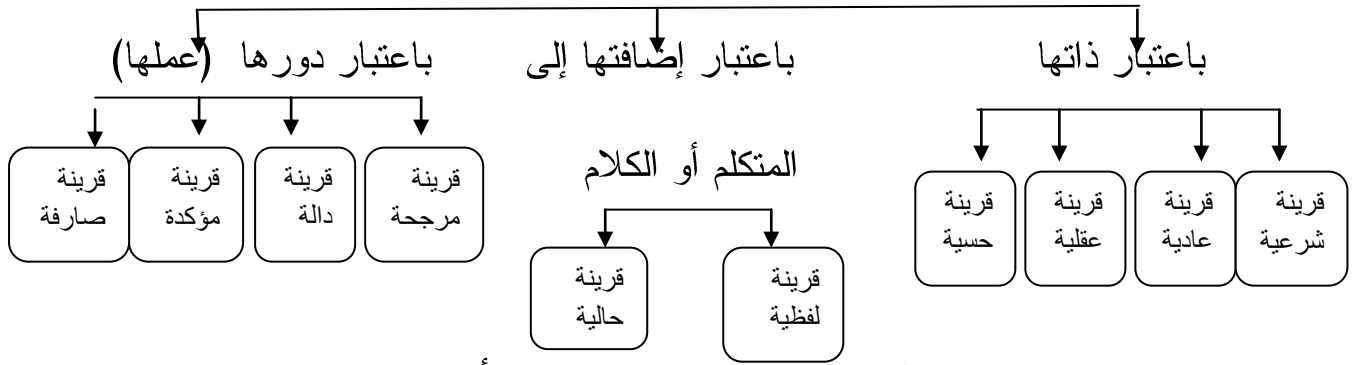 باعتبار ذاتها
باعتبار إضافتها إلى
المتكلم أو الكلام
باعتبار دورها (عملها)
قرينة
شرعية
قرينة
عادية
قرينة
عقلية
قرينة
حسية
قرينة
لفظية
قرينة
حالية
قرينة
مرجحة
قرينة
دالة
قرينة
مؤكدة
قرينة
صارفة